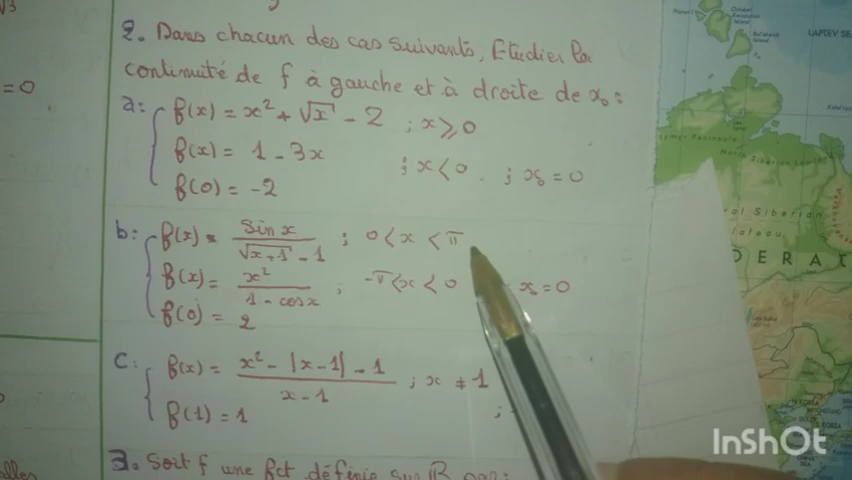 2. Dans chacun des cas suivants, Etudier la
continuité de f à gauche et à droite de x₀ :
a: f(x) = x² + √x - 2 ; x ⩾ 0
f(x) = 1 - 3x ; x < 0 ; x₀ = 0
f(0) = -2
b: f(x) = sin x / (√(x+1) - 1) ; 0 < x < π
f(x) = x² / (1 - cos x) ; -π < x < 0 x₀ = 0
f(0) = 2
c: f(x) = (x² - |x - 1| - 1) / (x - 1) ; x ≠ 1
f(1) = 1 ;
3. Soit f une fct définie sur ℝ par:
= 0
InShOt